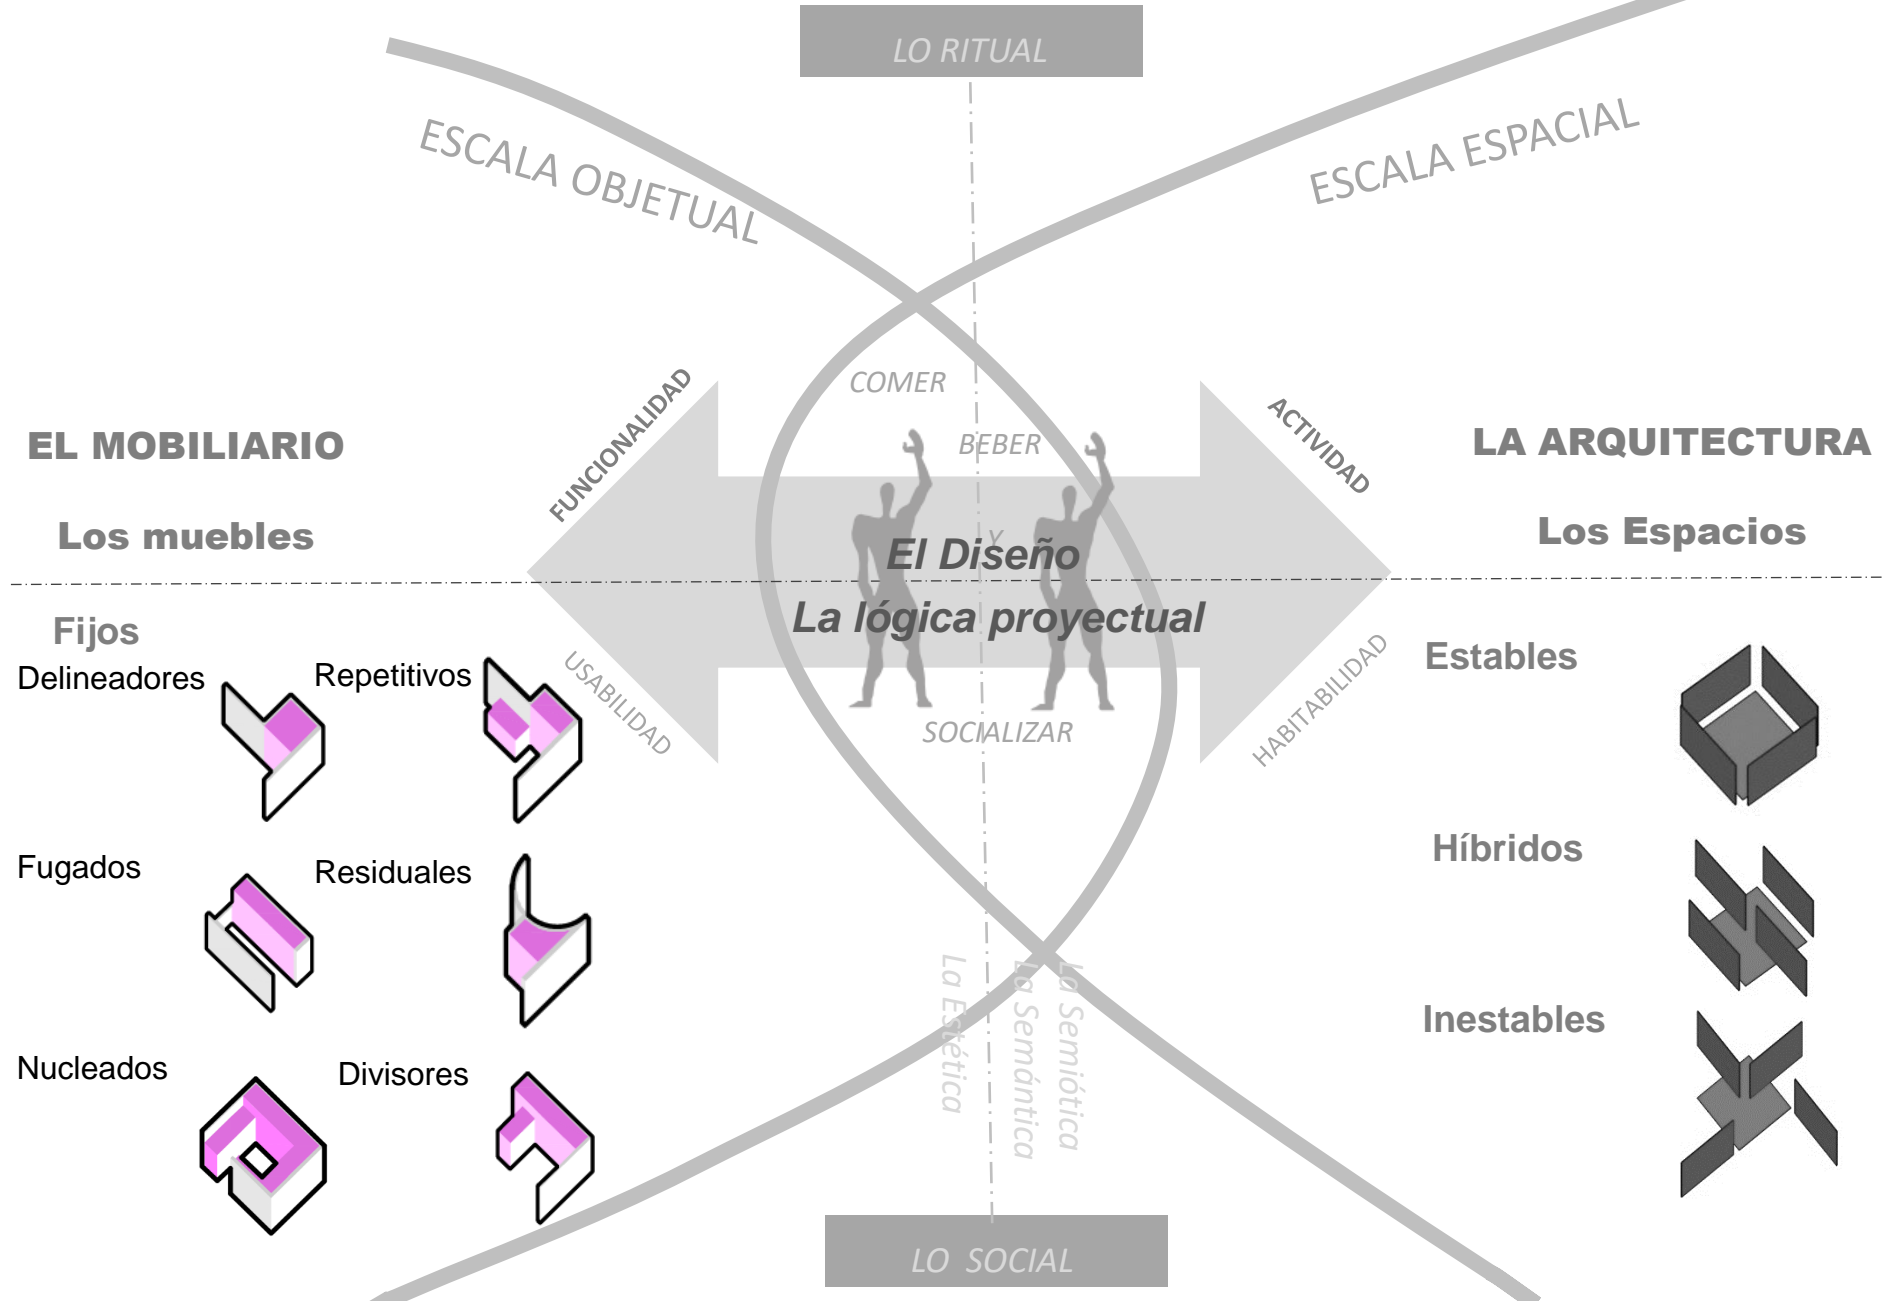 LO RITUAL
ESCALA OBJETUAL
ESCALA ESPACIAL
COMER
BEBER
Y
SOCIALIZAR
FUNCIONALIDAD
ACTIVIDAD
USABILIDAD
HABITABILIDAD
EL MOBILIARIO
Los muebles
LA ARQUITECTURA
Los Espacios
El Diseño
La lógica proyectual
Fijos
Delineadores
Repetitivos
Fugados
Residuales
Nucleados
Divisores
Estables
Híbridos
Inestables
La Estética
La Semántica
La Semiótica
LO SOCIAL